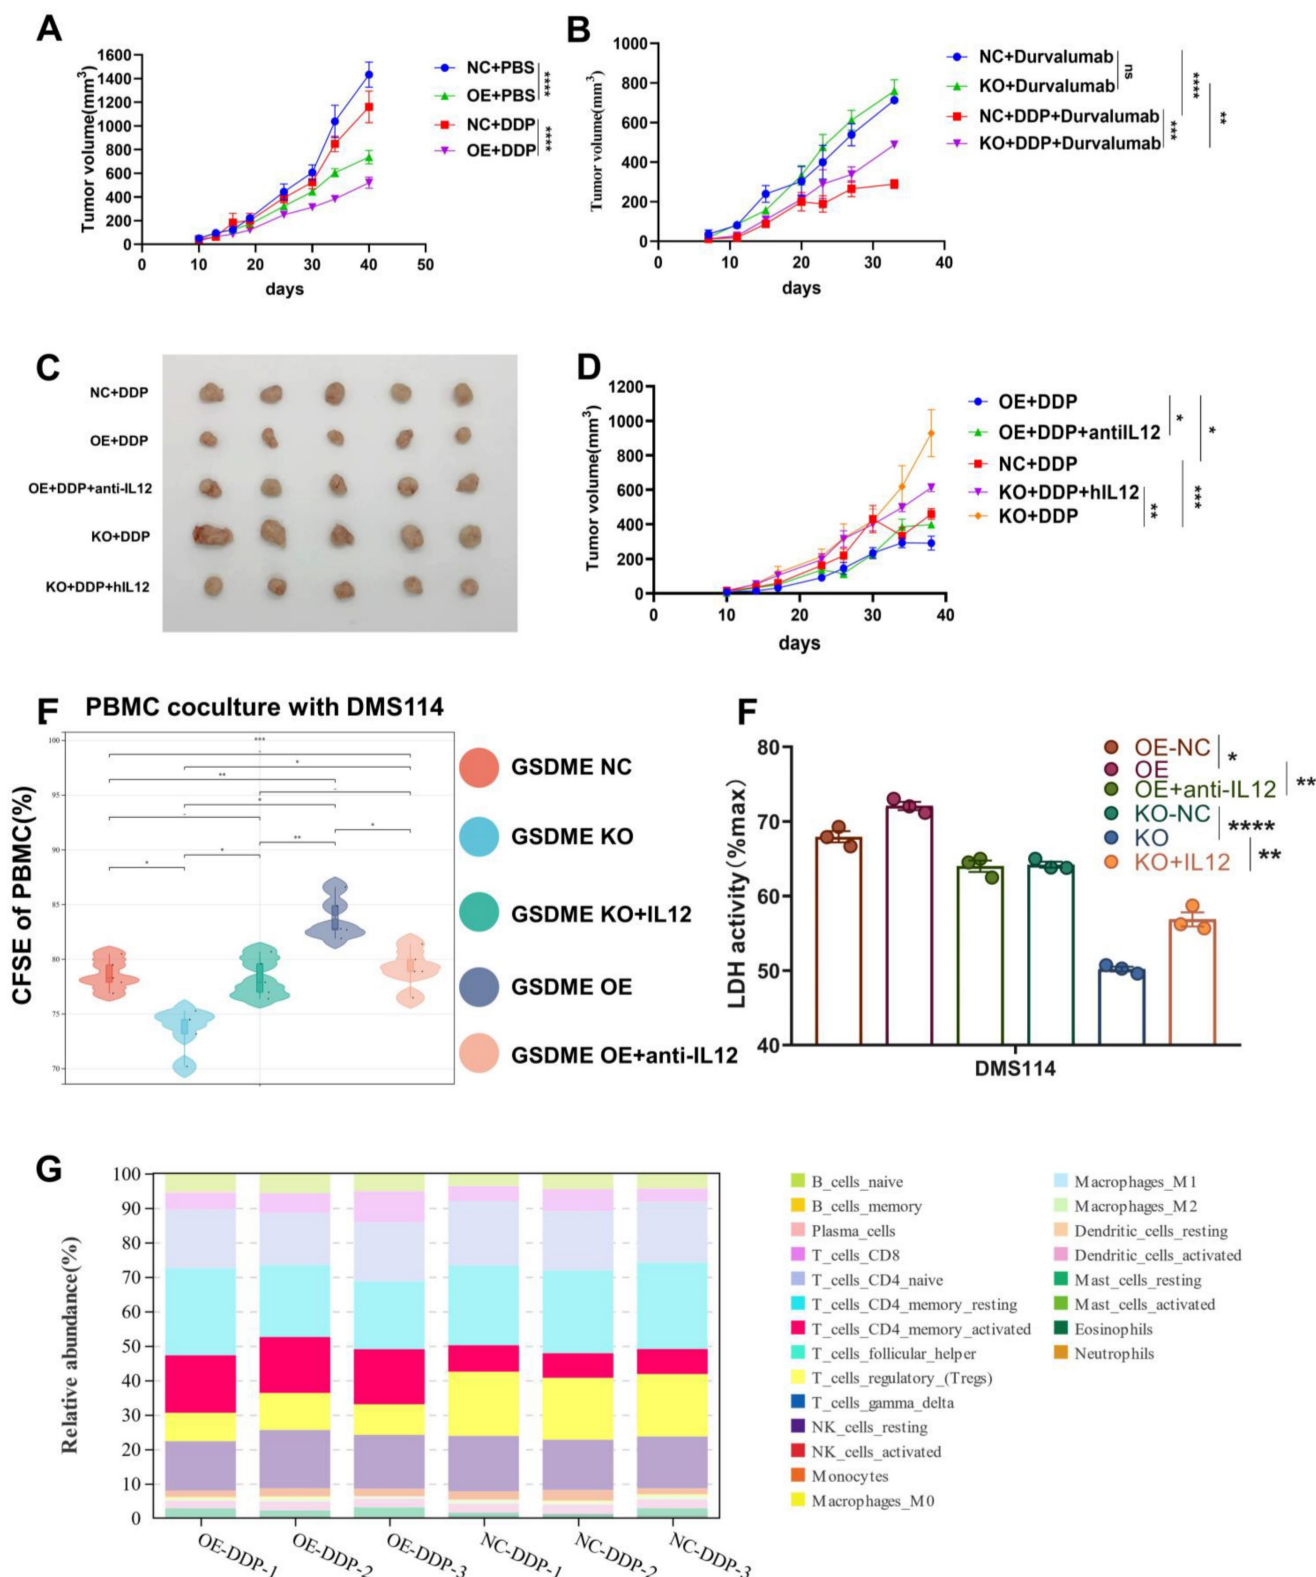 A
Tumor volume(mm³)
1600
1400
1200
1000
800
600
400
200
0
0 10 20 30 40 50
days
NC+PBS
OE+PBS
NC+DDP
OE+DDP
****
****
B
Tumor volume(mm³)
1000
800
600
400
200
0
0 10 20 30 40
days
NC+Durvalumab
KO+Durvalumab
NC+DDP+Durvalumab
KO+DDP+Durvalumab
ns
***
****
**
C
NC+DDP
OE+DDP
OE+DDP+anti-IL12
KO+DDP
KO+DDP+hIL12
D
Tumor volume(mm³)
1200
1000
800
600
400
200
0
0 10 20 30 40
days
OE+DDP
OE+DDP+antiIL12
NC+DDP
KO+DDP+hIL12
KO+DDP
*
*
**
***
PBMC coculture with DMS114
CFSE of PBMC(%)
100
95
90
85
80
75
70
***
*
**
*
**
*
*
*
GSDME NC
GSDME KO
GSDME KO+IL12
GSDME OE
GSDME OE+anti-IL12
F
LDH activity (%max)
80
70
60
50
40
DMS114
OE-NC
OE
OE+anti-IL12
KO-NC
KO
KO+IL12
*
**
****
**
G
Relative abundance(%)
100
90
80
70
60
50
40
30
20
10
0
OE-DDP-1
OE-DDP-2
OE-DDP-3
NC-DDP-1
NC-DDP-2
NC-DDP-3
B_cells_naive
B_cells_memory
Plasma_cells
T_cells_CD8
T_cells_CD4_naive
T_cells_CD4_memory_resting
T_cells_CD4_memory_activated
T_cells_follicular_helper
T_cells_regulatory_(Tregs)
T_cells_gamma_delta
NK_cells_resting
NK_cells_activated
Monocytes
Macrophages_M0
Macrophages_M1
Macrophages_M2
Dendritic_cells_resting
Dendritic_cells_activated
Mast_cells_resting
Mast_cells_activated
Eosinophils
Neutrophils